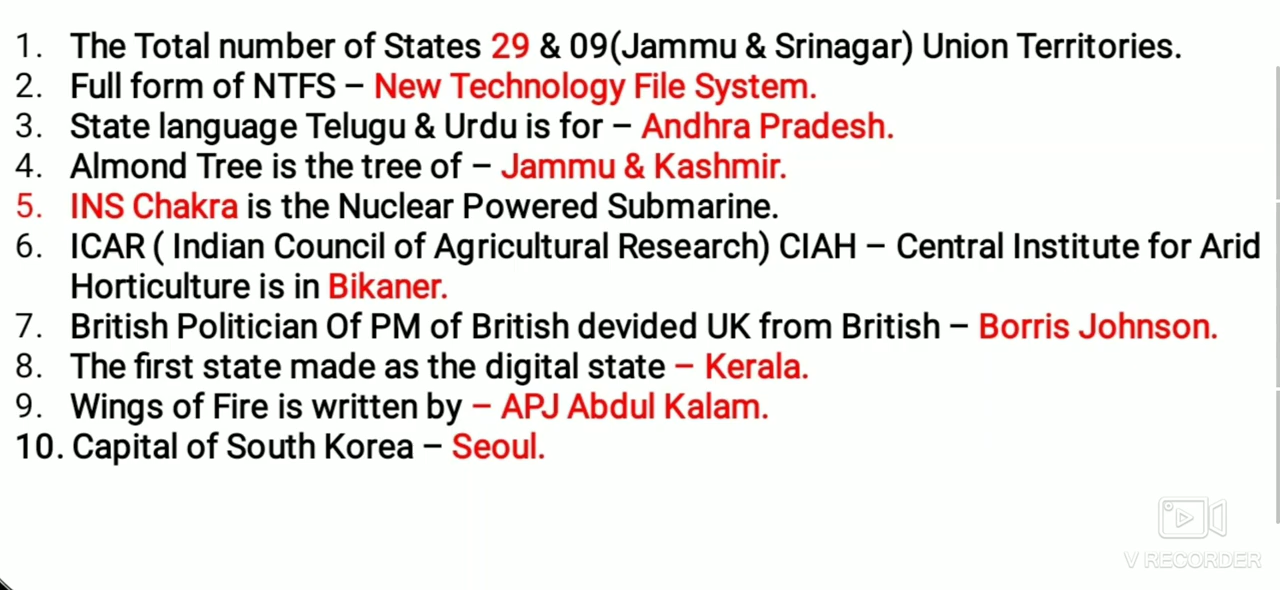 1. The Total number of States 29 & 09(Jammu & Srinagar) Union Territories.
2. Full form of NTFS – New Technology File System.
3. State language Telugu & Urdu is for – Andhra Pradesh.
4. Almond Tree is the tree of – Jammu & Kashmir.
5. INS Chakra is the Nuclear Powered Submarine.
6. ICAR ( Indian Council of Agricultural Research) CIAH – Central Institute for Arid
Horticulture is in Bikaner.
7. British Politician Of PM of British devided UK from British – Borris Johnson.
8. The first state made as the digital state – Kerala.
9. Wings of Fire is written by – APJ Abdul Kalam.
10. Capital of South Korea – Seoul.
V RECORDER